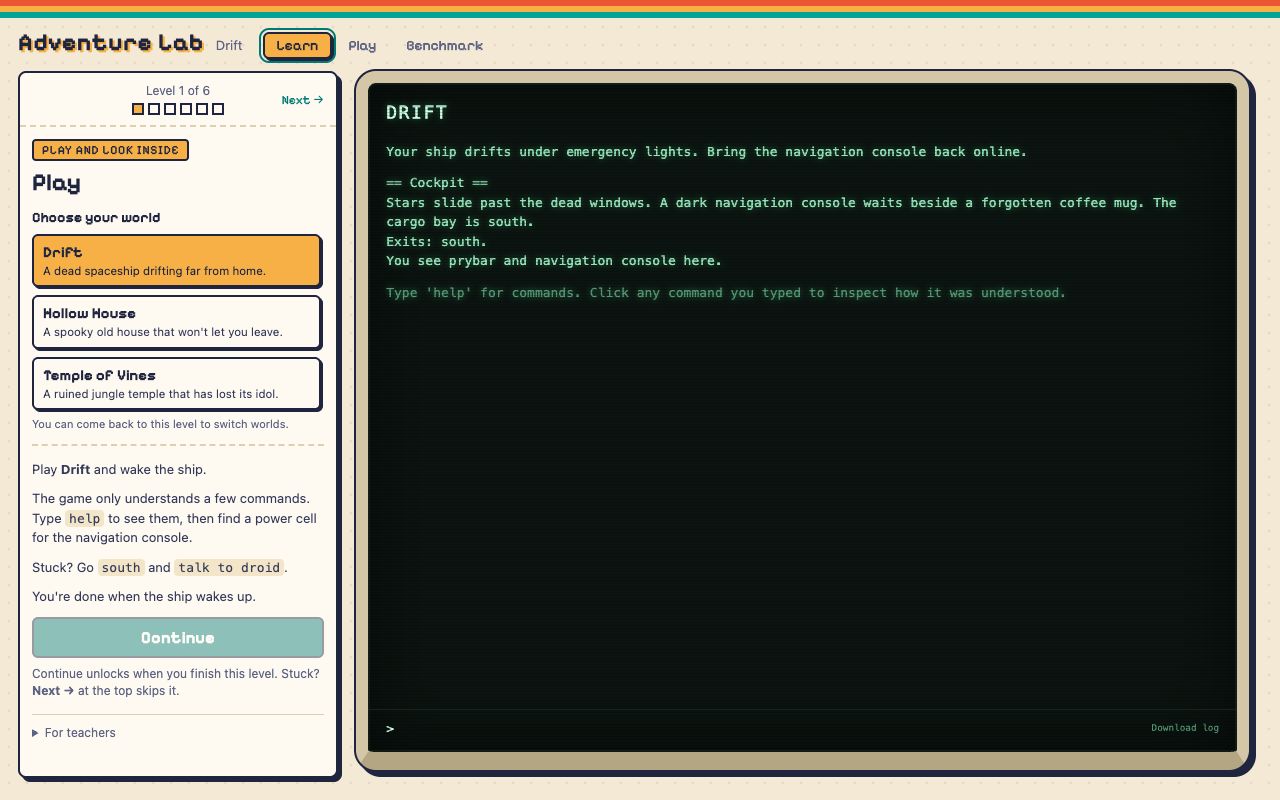 Adventure Lab Drift Learn Play Benchmark
Level 1 of 6
Next →
PLAY AND LOOK INSIDE
Play
Choose your world
Drift
A dead spaceship drifting far from home.
Hollow House
A spooky old house that won't let you leave.
Temple of Vines
A ruined jungle temple that has lost its idol.
You can come back to this level to switch worlds.
Play Drift and wake the ship.
The game only understands a few commands.
Type help to see them, then find a power cell
for the navigation console.
Stuck? Go south and talk to droid.
You're done when the ship wakes up.
Continue
Continue unlocks when you finish this level. Stuck?
Next → at the top skips it.
▶ For teachers
DRIFT
Your ship drifts under emergency lights. Bring the navigation console back online.
== Cockpit ==
Stars slide past the dead windows. A dark navigation console waits beside a forgotten coffee mug. The
cargo bay is south.
Exits: south.
You see prybar and navigation console here.
Type 'help' for commands. Click any command you typed to inspect how it was understood.
>
Download log